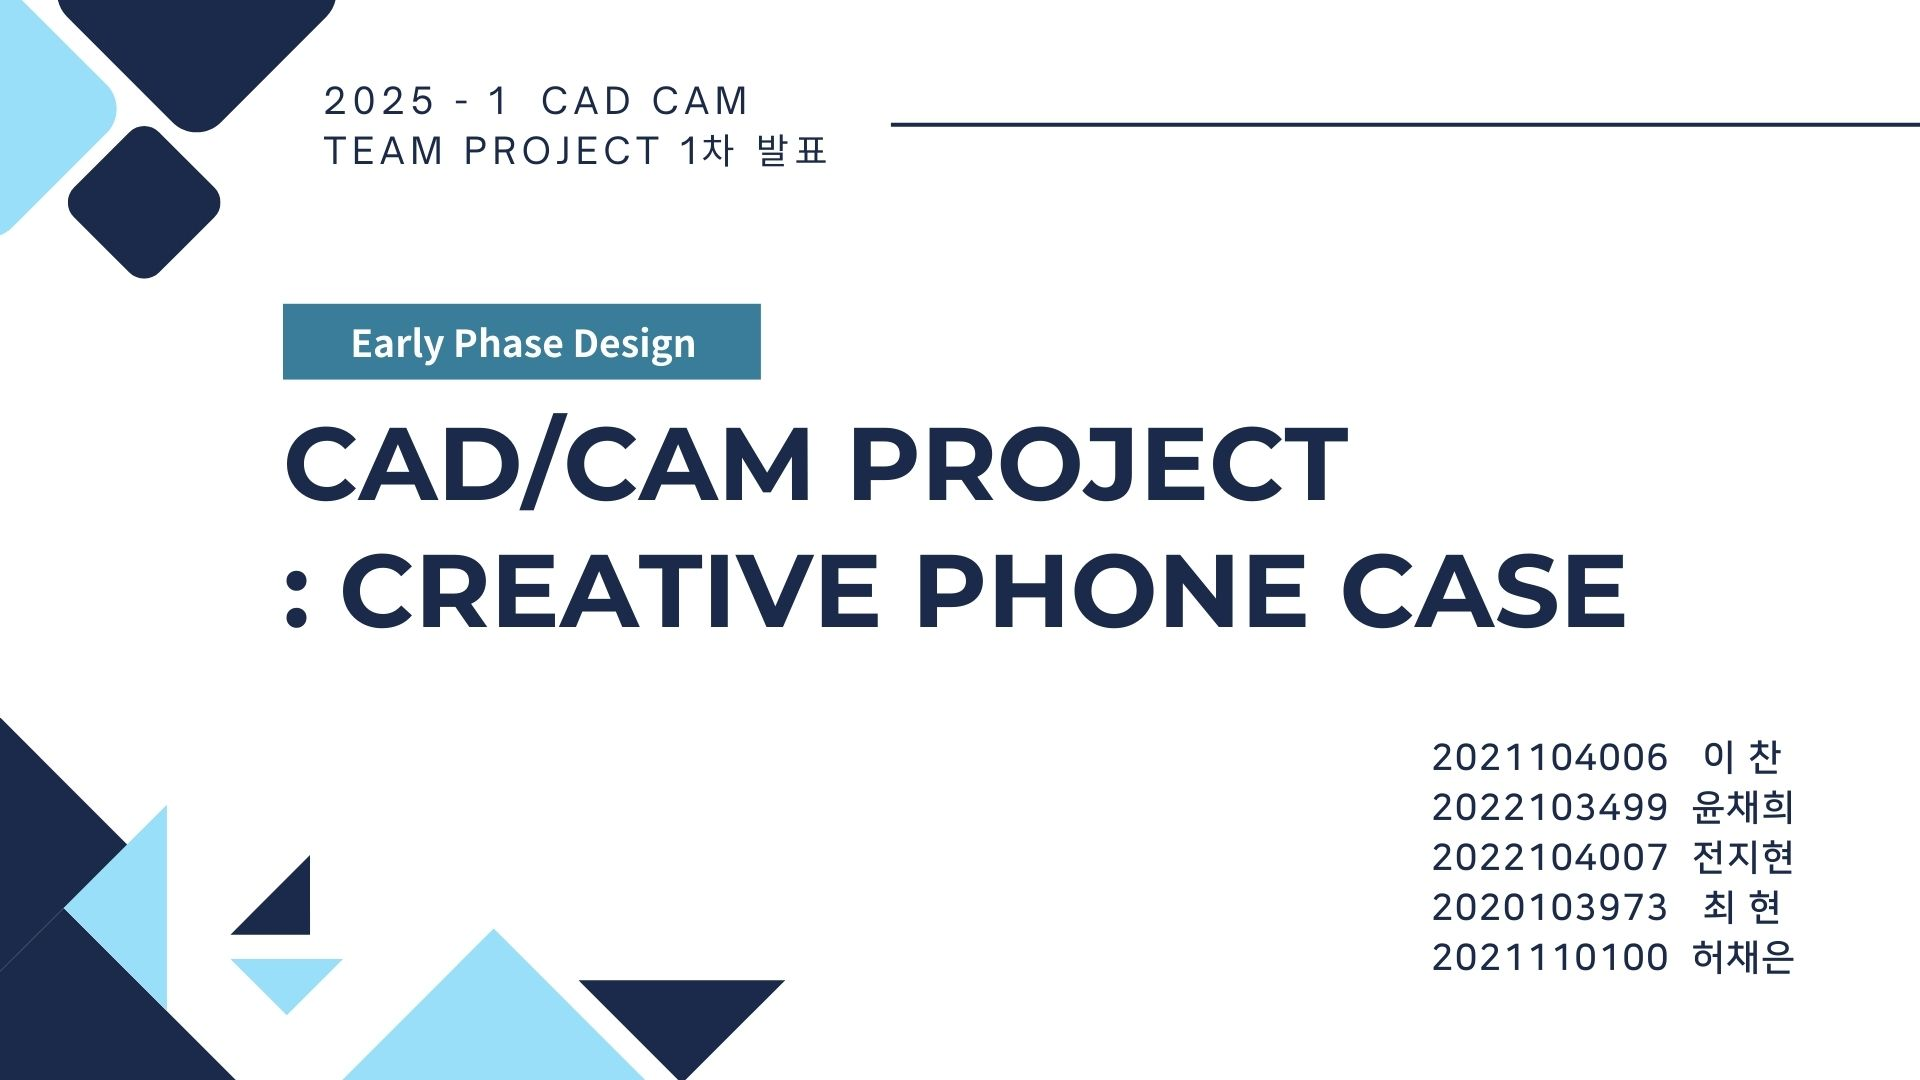 2025 - 1 CAD CAM
TEAM PROJECT 1차 발표
Early Phase Design
CAD/CAM PROJECT
: CREATIVE PHONE CASE
2021104006 이 찬
2022103499 윤채희
2022104007 전지현
2020103973 최 현
2021110100 허채은